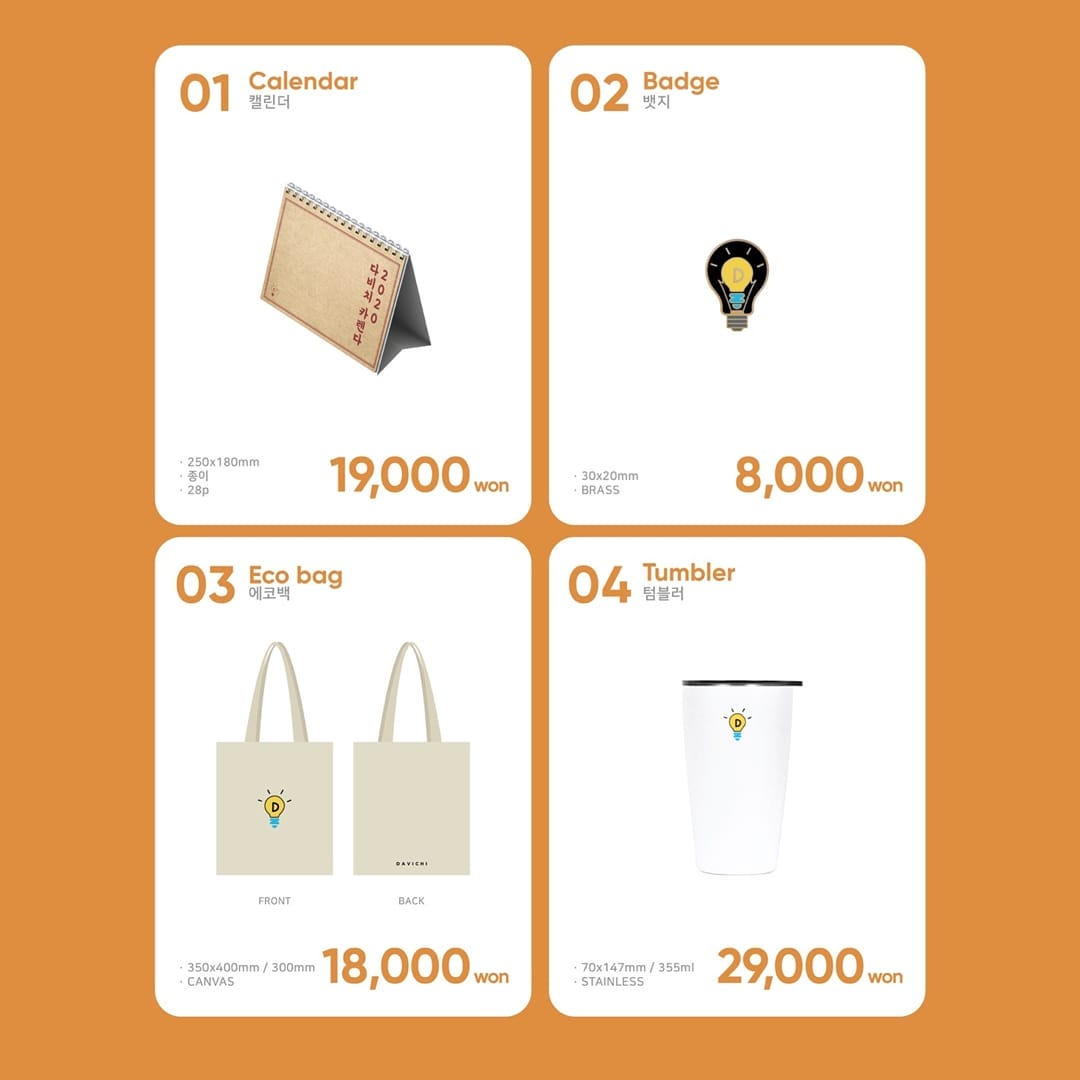 01 Calendar
캘린더
2020
다비치 카렌다
· 250x180mm
· 종이
· 28p
19,000 won
02 Badge
뱃지
D
· 30x20mm
· BRASS
8,000 won
03 Eco bag
에코백
D
DAVICHI
FRONT
BACK
· 350x400mm / 300mm
· CANVAS
18,000 won
04 Tumbler
텀블러
D
· 70x147mm / 355ml
· STAINLESS
29,000 won